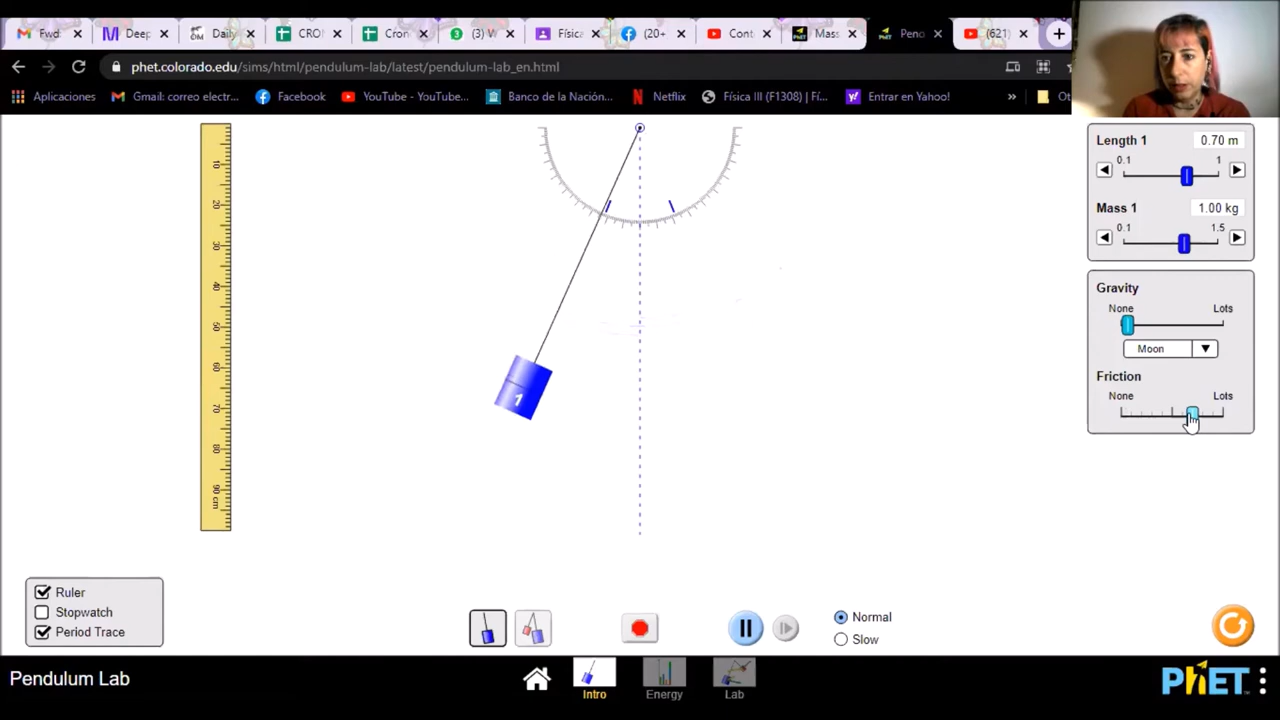 Fwd:
Deep
Daily
CRON
Cron
(3) V
Física
(20+
Cont
Mass
Pend
(621)
phet.colorado.edu/sims/html/pendulum-lab/latest/pendulum-lab_en.html
Aplicaciones
Gmail: correo electr...
Facebook
YouTube - YouTube...
Banco de la Nación...
Netflix
Física III (F1308) | Fí...
Entrar en Yahoo!
»
Ot
10
20
30
40
50
60
70
80
90 cm
1
Length 1 0.70 m
0.1 1
Mass 1 1.00 kg
0.1 1.5
Gravity
None Lots
Moon
Friction
None Lots
Ruler
Stopwatch
Period Trace
Normal
Slow
Pendulum Lab
Intro
Energy
Lab
PhET